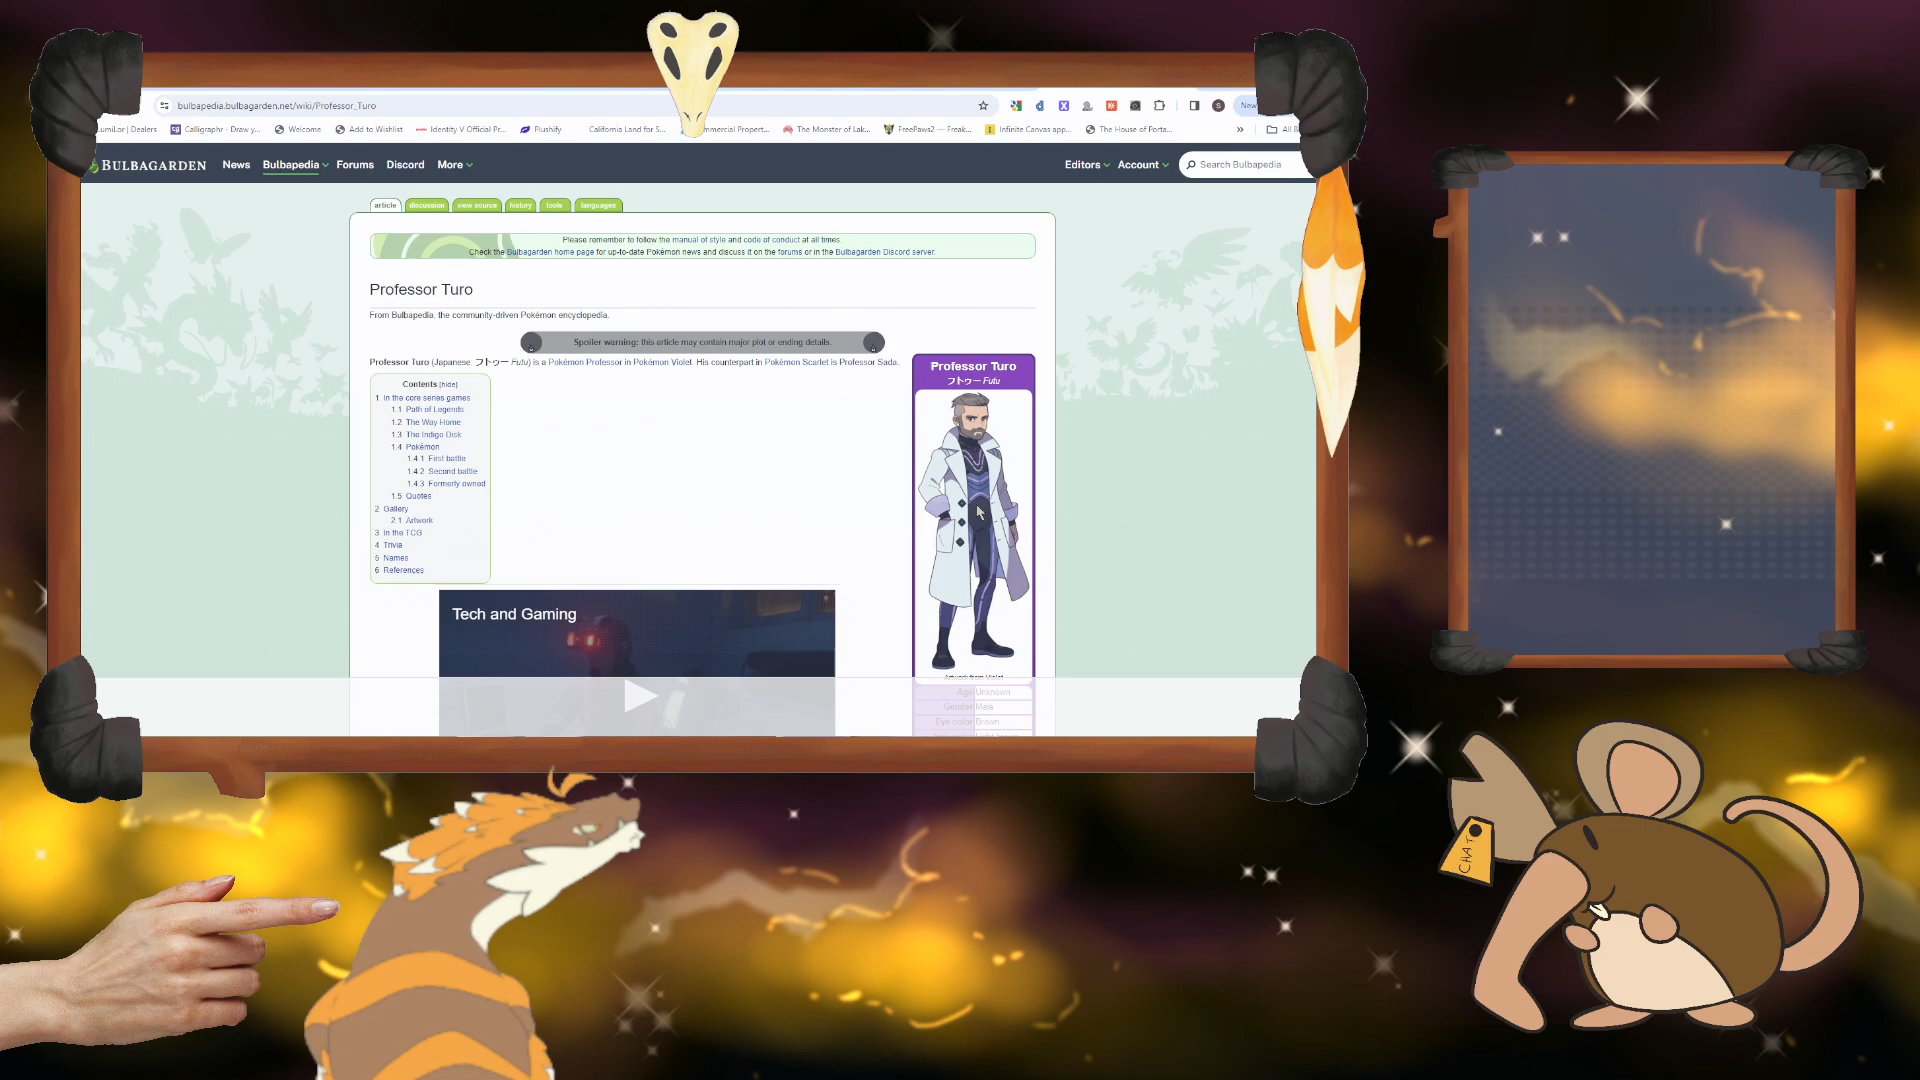 bulbapedia.bulbagarden.net/wiki/Professor_Turo
New
LumiLor | Dealers
Calligraphr - Draw y...
Welcome
Add to Wishlist
Identity V Official Pr...
Plushify
California Land for S...
mmercial Propert...
The Monster of Lak...
FreePaws2 — Freak...
Infinite Canvas app...
The House of Porta...
»
All B
BULBAGARDEN
News
Bulbapedia
Forums
Discord
More
Editors
Account
Search Bulbapedia
article
discussion
view source
history
tools
languages
Please remember to follow the manual of style and code of conduct at all times.
Check the Bulbagarden home page for up-to-date Pokémon news and discuss it on the forums or in the Bulbagarden Discord server.
Professor Turo
From Bulbapedia, the community-driven Pokémon encyclopedia.
Spoiler warning: this article may contain major plot or ending details.
Professor Turo (Japanese: フトゥー Futu) is a Pokémon Professor in Pokémon Violet. His counterpart in Pokémon Scarlet is Professor Sada.
Contents [hide]
1 In the core series games
1.1 Path of Legends
1.2 The Way Home
1.3 The Indigo Disk
1.4 Pokémon
1.4.1 First battle
1.4.2 Second battle
1.4.3 Formerly owned
1.5 Quotes
2 Gallery
2.1 Artwork
3 In the TCG
4 Trivia
5 Names
6 References
Professor Turo
フトゥー Futu
Artwork from Violet
Age Unknown
Gender Male
Eye color Brown
Tech and Gaming
CHAT